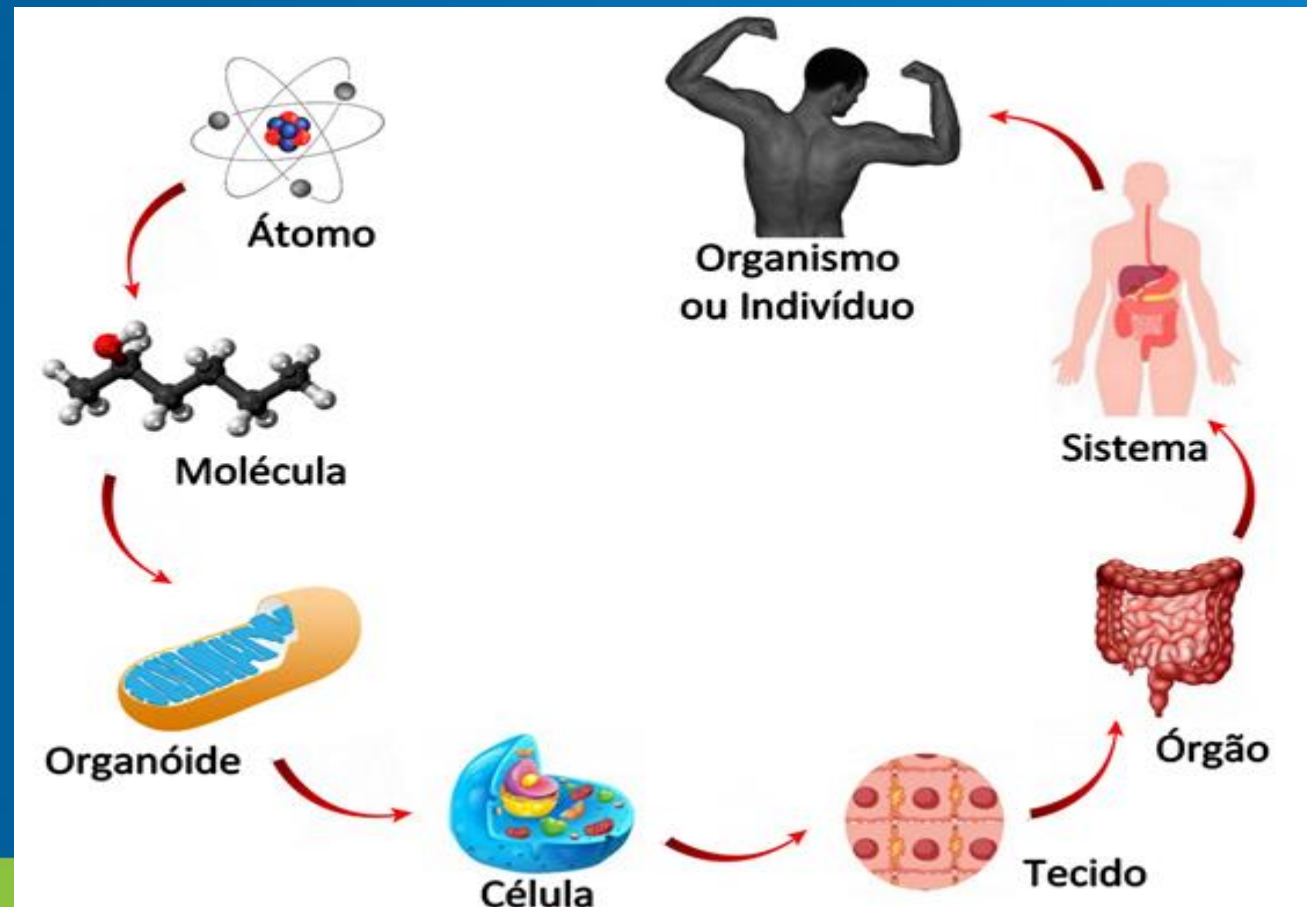 Átomo
Molécula
Organóide
Célula
Tecido
Órgão
Sistema
Organismo
ou Indivíduo